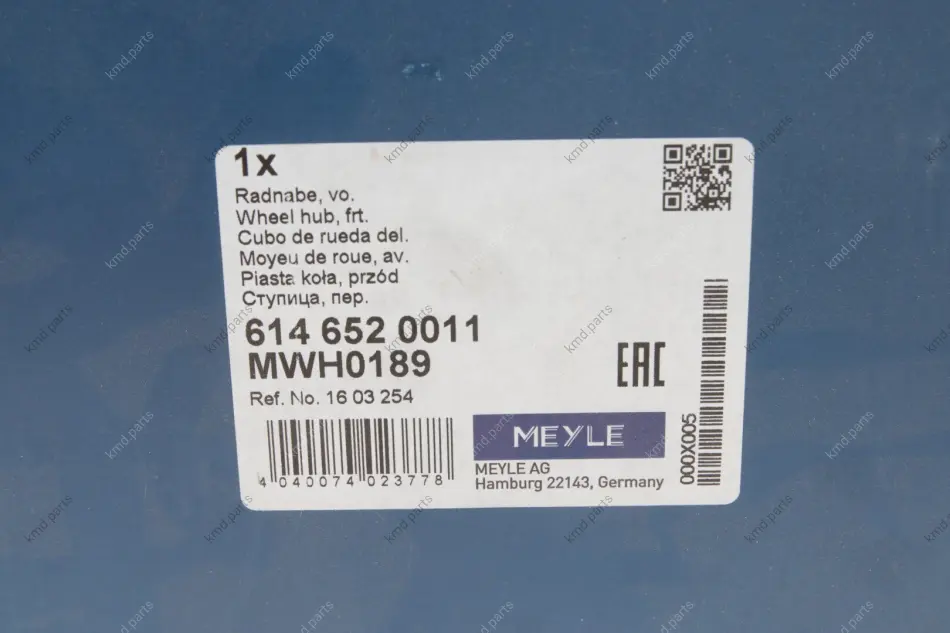 1x
Radnabe, vo.
Wheel hub, frt.
Cubo de rueda del.
Moyeu de roue, av.
Piasta koła, przód
Ступица, пер.
614 652 0011
MWH0189
Ref. No. 16 03 254
4 040074 023778
EAC
MEYLE
MEYLE AG
Hamburg 22143, Germany
000X005
kmd.parts